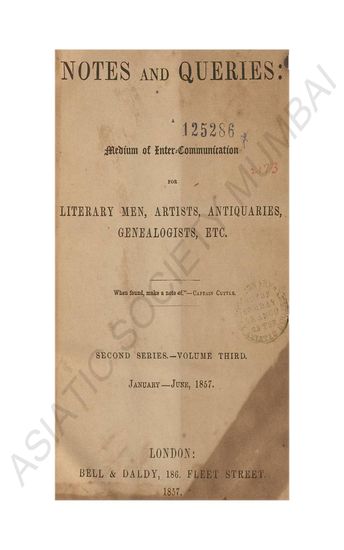 NOTES AND QUERIES:
A
125286
Medium of Inter-Communication
FOR
LITERARY MEN, ARTISTS, ANTIQUARIES,
GENEALOGISTS, ETC.
When found, make a note of."—CAPTAIN CUTTLE.
SECOND SERIES.—VOLUME THIRD.
JANUARY—JUNE, 1857.
LONDON:
BELL & DALDY, 186. FLEET STREET.
1857.
ASIATIC SOCIETY MUMBAI